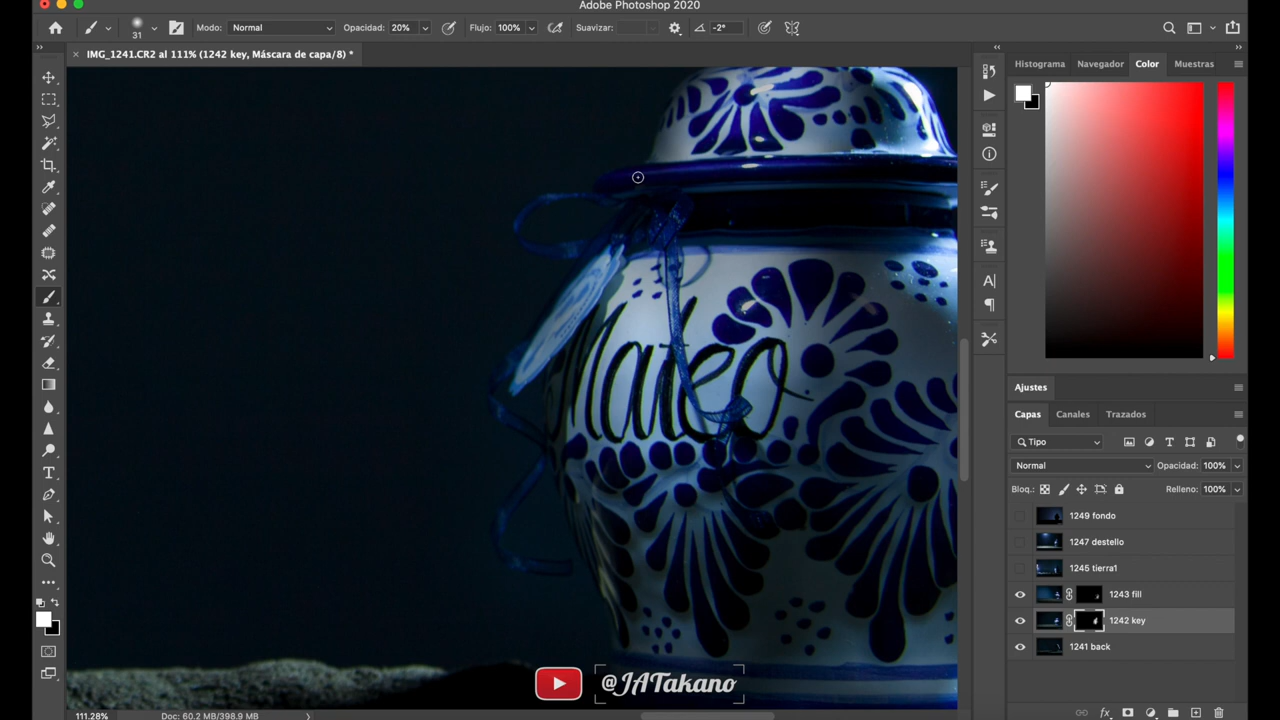 Adobe Photoshop 2020
31 Modo: Normal Opacidad: 20% Flujo: 100% Suavizar: -2°
IMG_1241.CR2 al 111% (1242 key, Máscara de capa/8) *
Histograma Navegador Color Muestras
Mateo
Ajustes
Capas Canales Trazados
Tipo
Normal Opacidad: 100%
Bloq.: Relleno: 100%
1249 fondo
1247 destello
1245 tierra1
1243 fill
1242 key
1241 back
@JATakano
111.28% Doc: 60.2 MB/398.9 MB